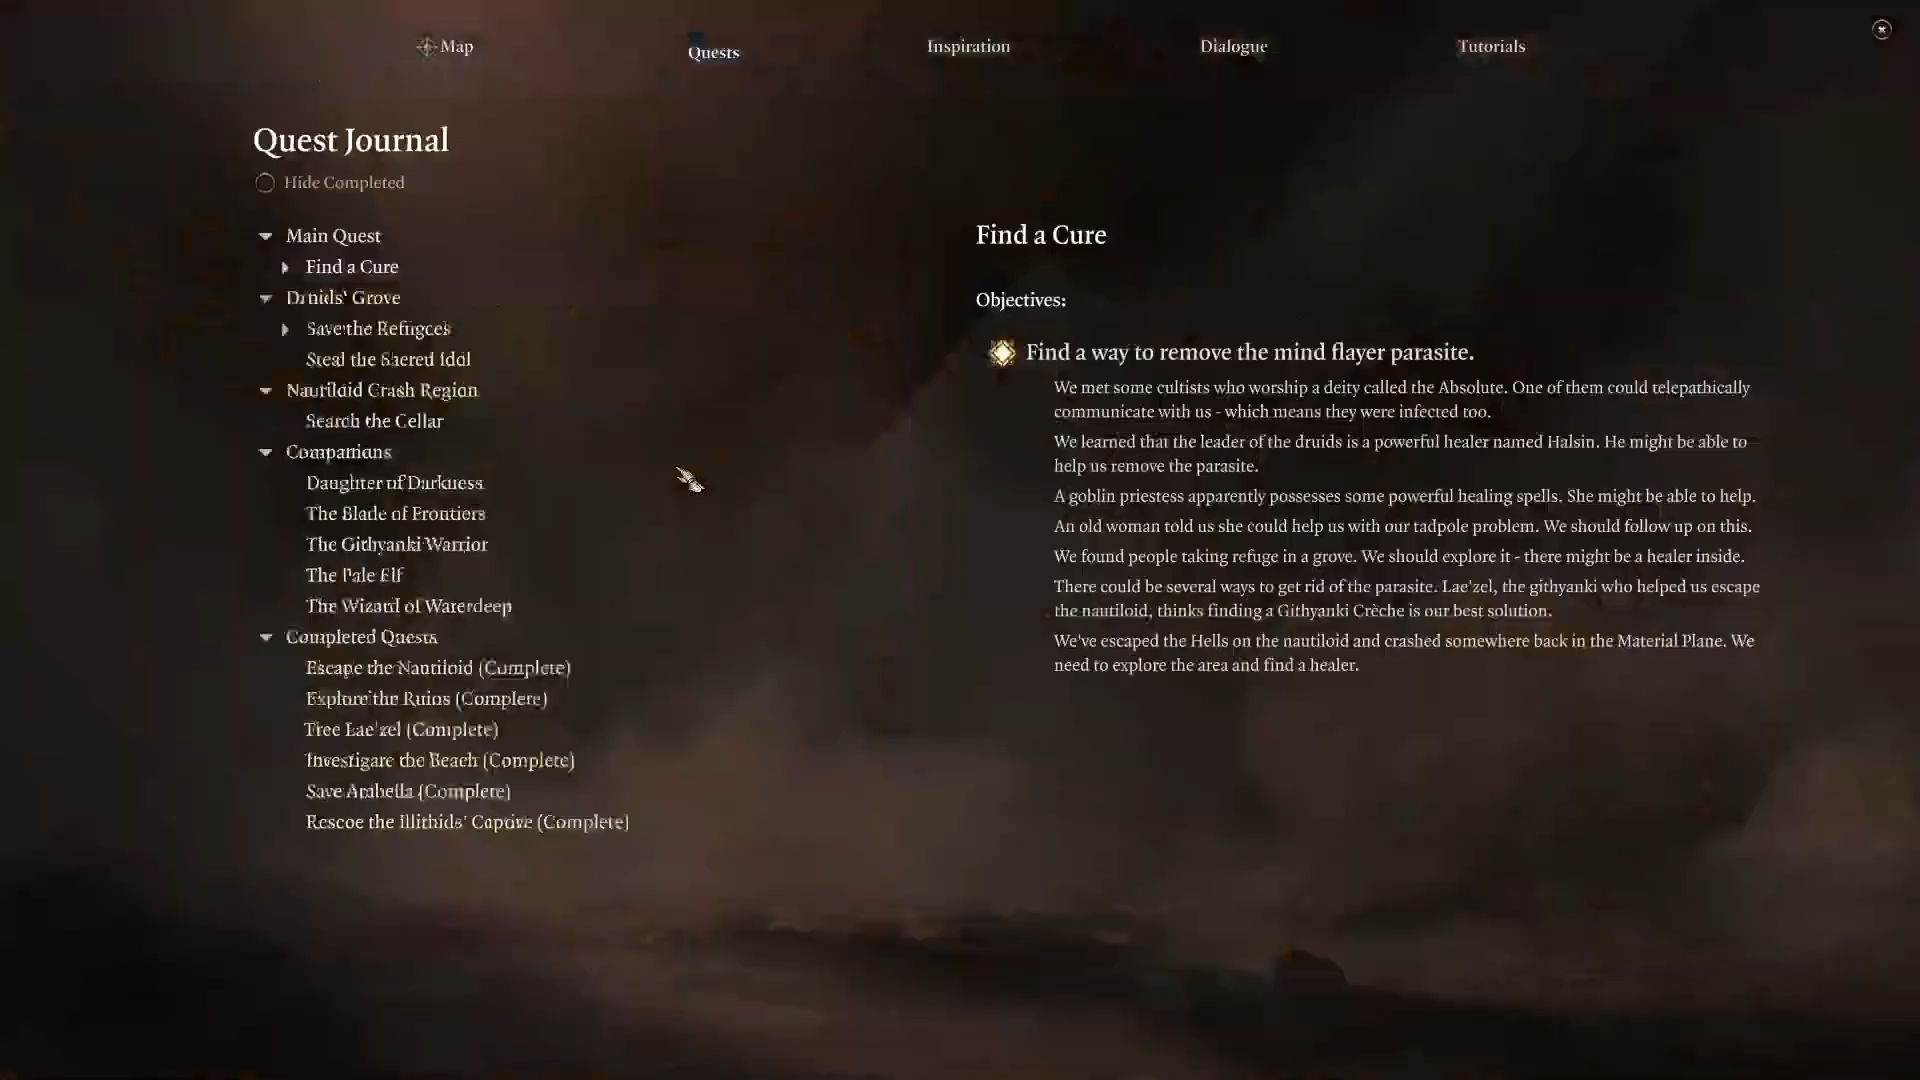 Map
Quests
Inspiration
Dialogue
Tutorials
Quest Journal
Hide Completed
Main Quest
Find a Cure
Druids' Grove
Save the Refugees
Steal the Sacred Idol
Nautiloid Crash Region
Search the Cellar
Companions
Daughter of Darkness
The Blade of Frontiers
The Githyanki Warrior
The Pale Elf
The Wizard of Waterdeep
Completed Quests
Escape the Nautiloid (Complete)
Explore the Ruins (Complete)
Free Lae'zel (Complete)
Investigate the Beach (Complete)
Save Arabella (Complete)
Rescue the Illithids' Captive (Complete)
Find a Cure
Objectives:
Find a way to remove the mind flayer parasite.
We met some cultists who worship a deity called the Absolute. One of them could telepathically
communicate with us - which means they were infected too.
We learned that the leader of the druids is a powerful healer named Halsin. He might be able to
help us remove the parasite.
A goblin priestess apparently possesses some powerful healing spells. She might be able to help.
An old woman told us she could help us with our tadpole problem. We should follow up on this.
We found people taking refuge in a grove. We should explore it - there might be a healer inside.
There could be several ways to get rid of the parasite. Lae'zel, the githyanki who helped us escape
the nautiloid, thinks finding a Githyanki Crèche is our best solution.
We've escaped the Hells on the nautiloid and crashed somewhere back in the Material Plane. We
need to explore the area and find a healer.